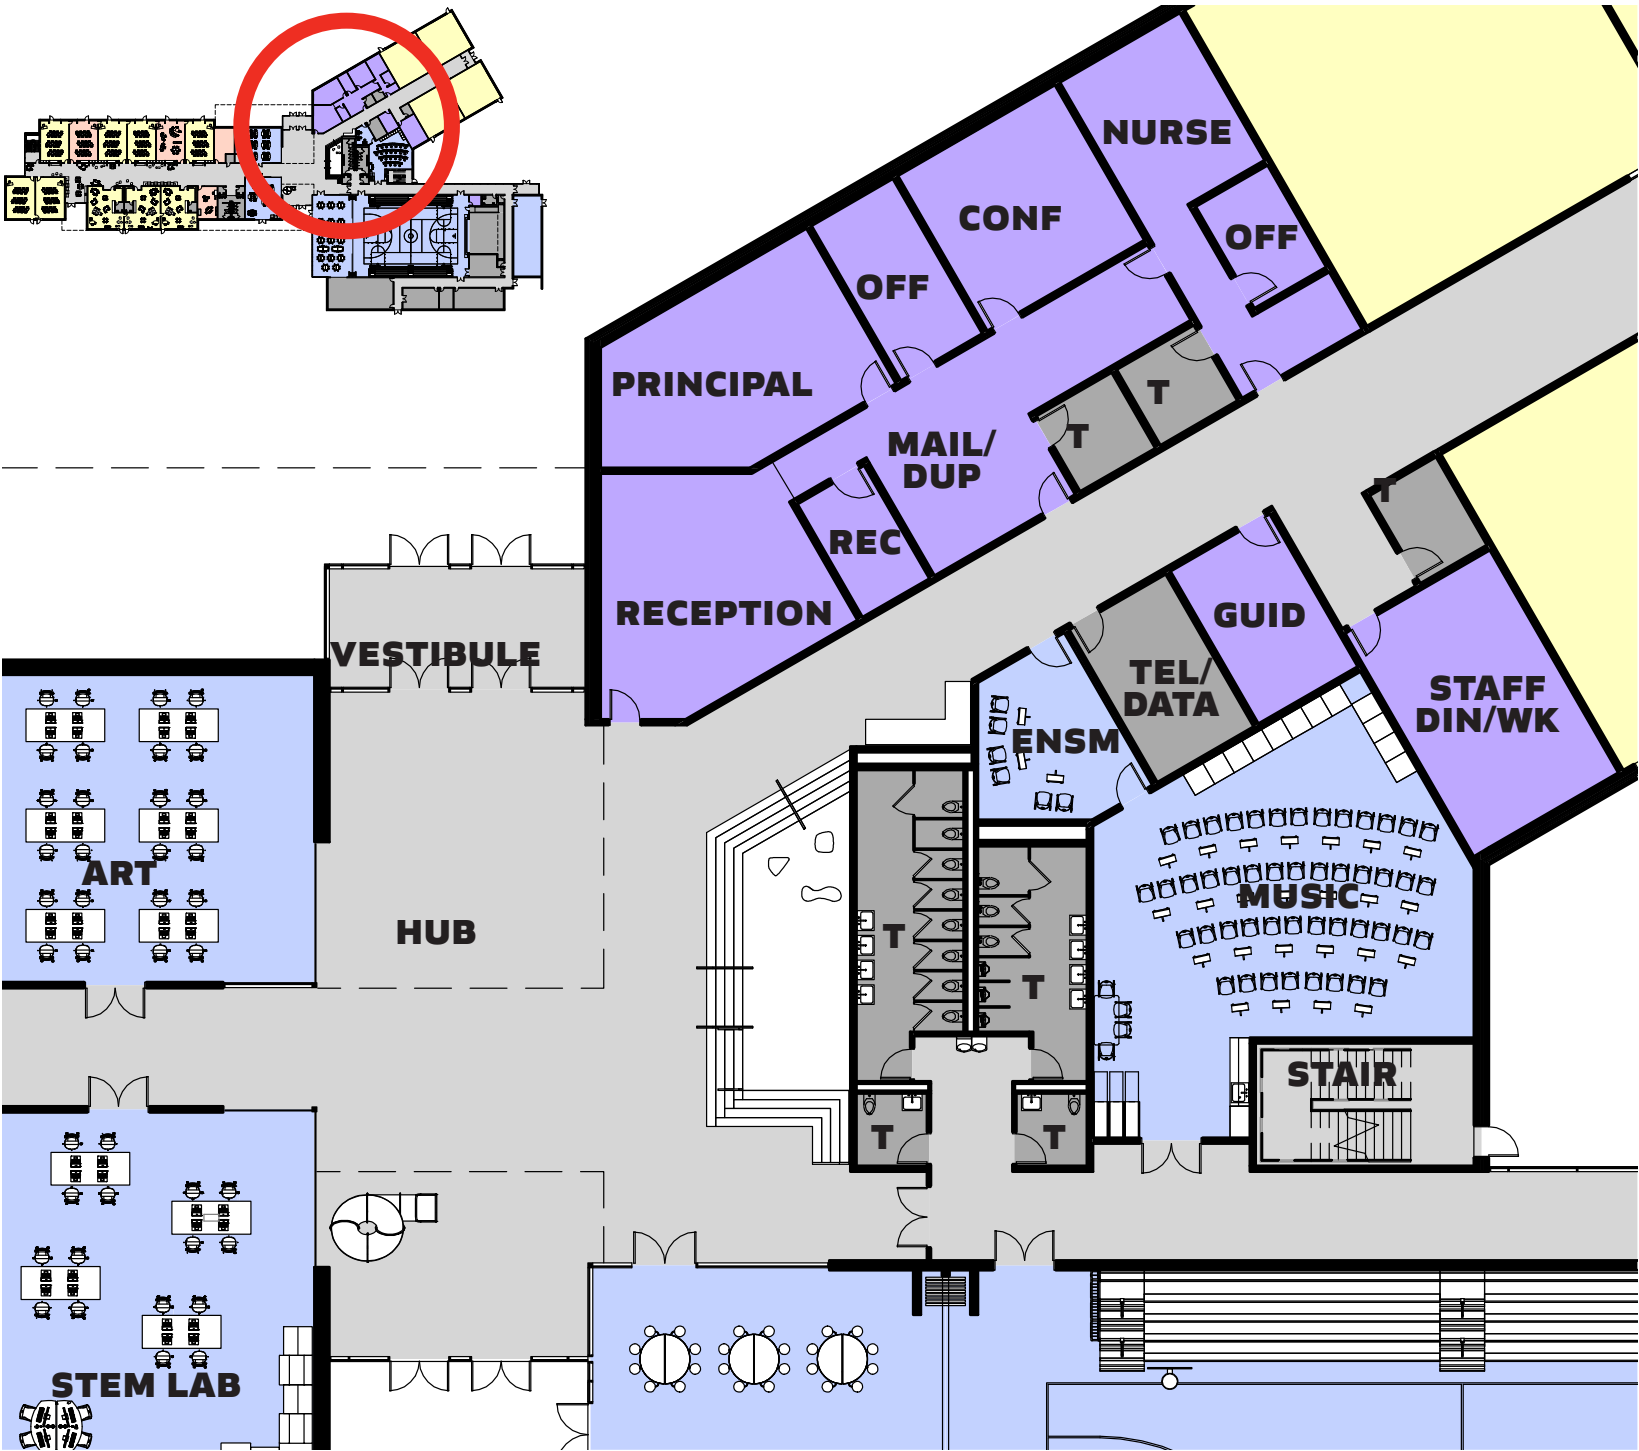 NURSE
CONF
OFF
OFF
PRINCIPAL
T
T
MAIL/
DUP
T
REC
RECEPTION
GUID
VESTIBULE
TEL/
DATA
STAFF
DIN/WK
ENSM
ART
MUSIC
HUB
T
T
STAIR
T
T
STEM LAB